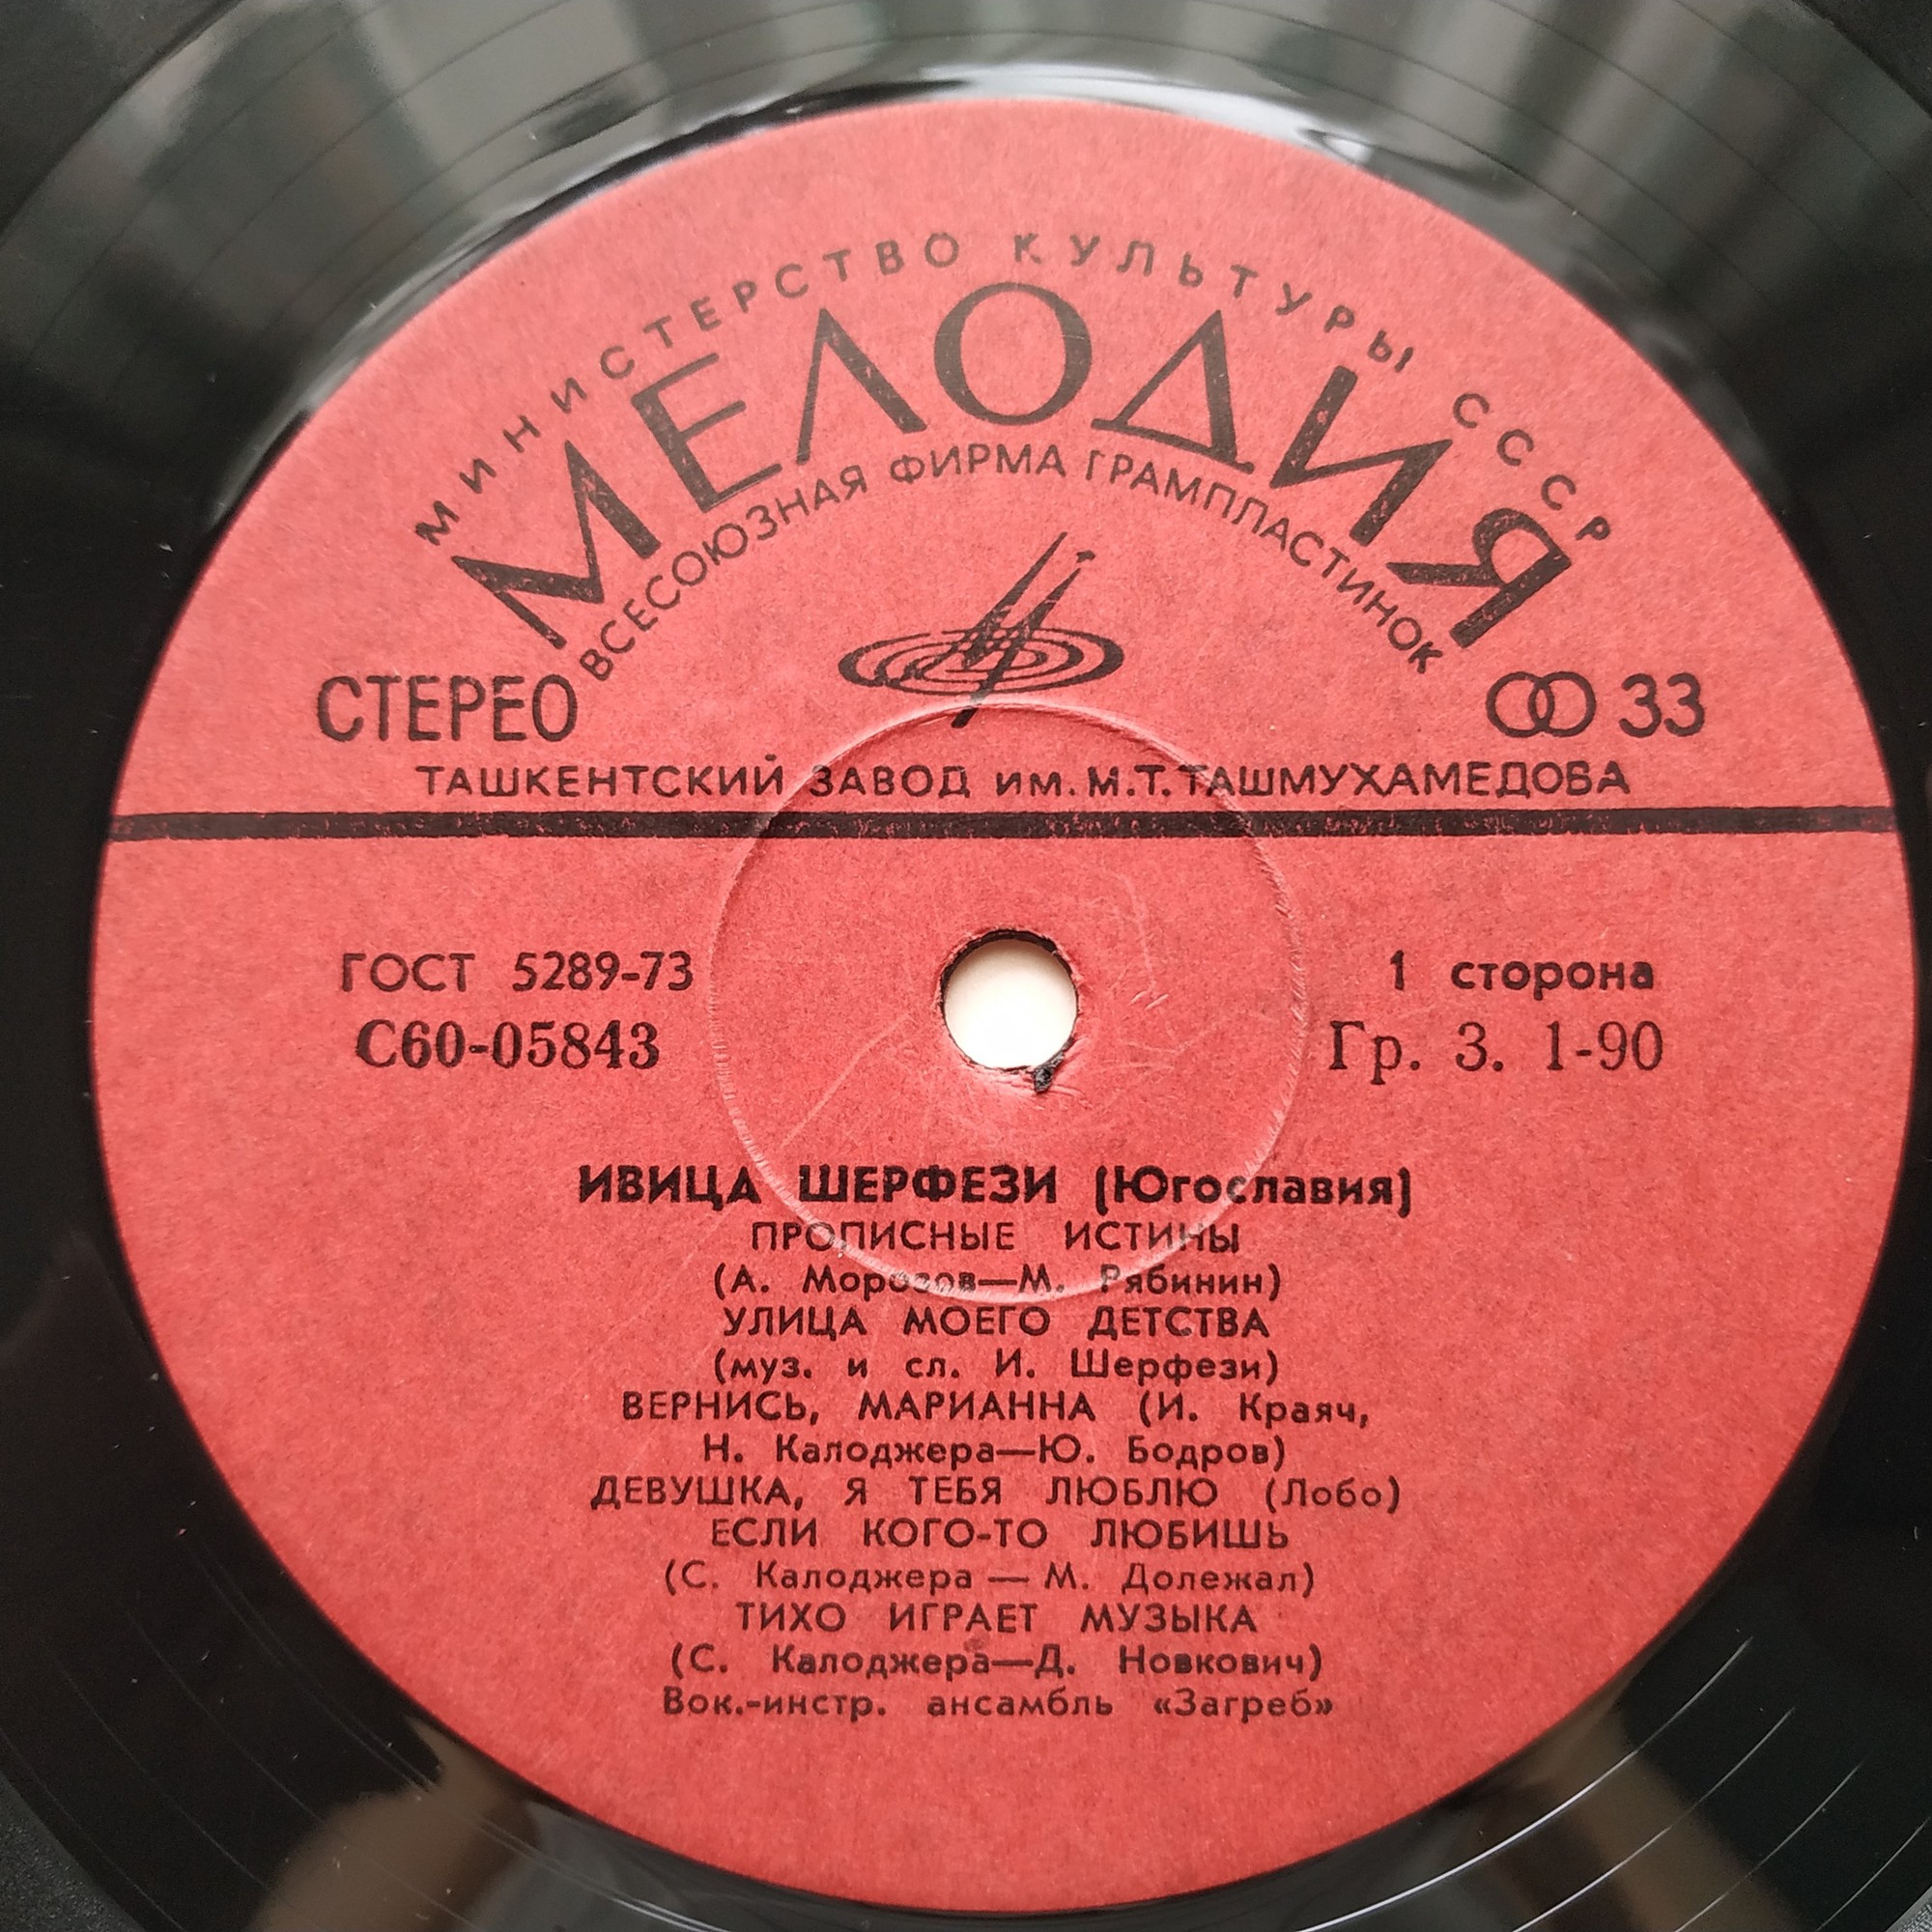 МИНИСТЕРСТВО КУЛЬТУРЫ СССР
МЕЛОДИЯ
ВСЕСОЮЗНАЯ ФИРМА ГРАМПЛАСТИНОК
СТЕРЕО
33
ТАШКЕНТСКИЙ ЗАВОД им. М.Т. ТАШМУХАМЕДОВА
ГОСТ 5289-73
1 сторона
С60-05843
Гр. 3. 1-90
ИВИЦА ШЕРФЕЗИ (Югославия)
ПРОПИСНЫЕ ИСТИНЫ
(А. Морозов—М. Рябинин)
УЛИЦА МОЕГО ДЕТСТВА
(муз. и сл. И. Шерфези)
ВЕРНИСЬ, МАРИАННА (И. Краяч,
Н. Калоджера—Ю. Бодров)
ДЕВУШКА, Я ТЕБЯ ЛЮБЛЮ (Лобо)
ЕСЛИ КОГО-ТО ЛЮБИШЬ
(С. Калоджера — М. Долежал)
ТИХО ИГРАЕТ МУЗЫКА
(С. Калоджера—Д. Новкович)
Вок.-инстр. ансамбль «Загреб»